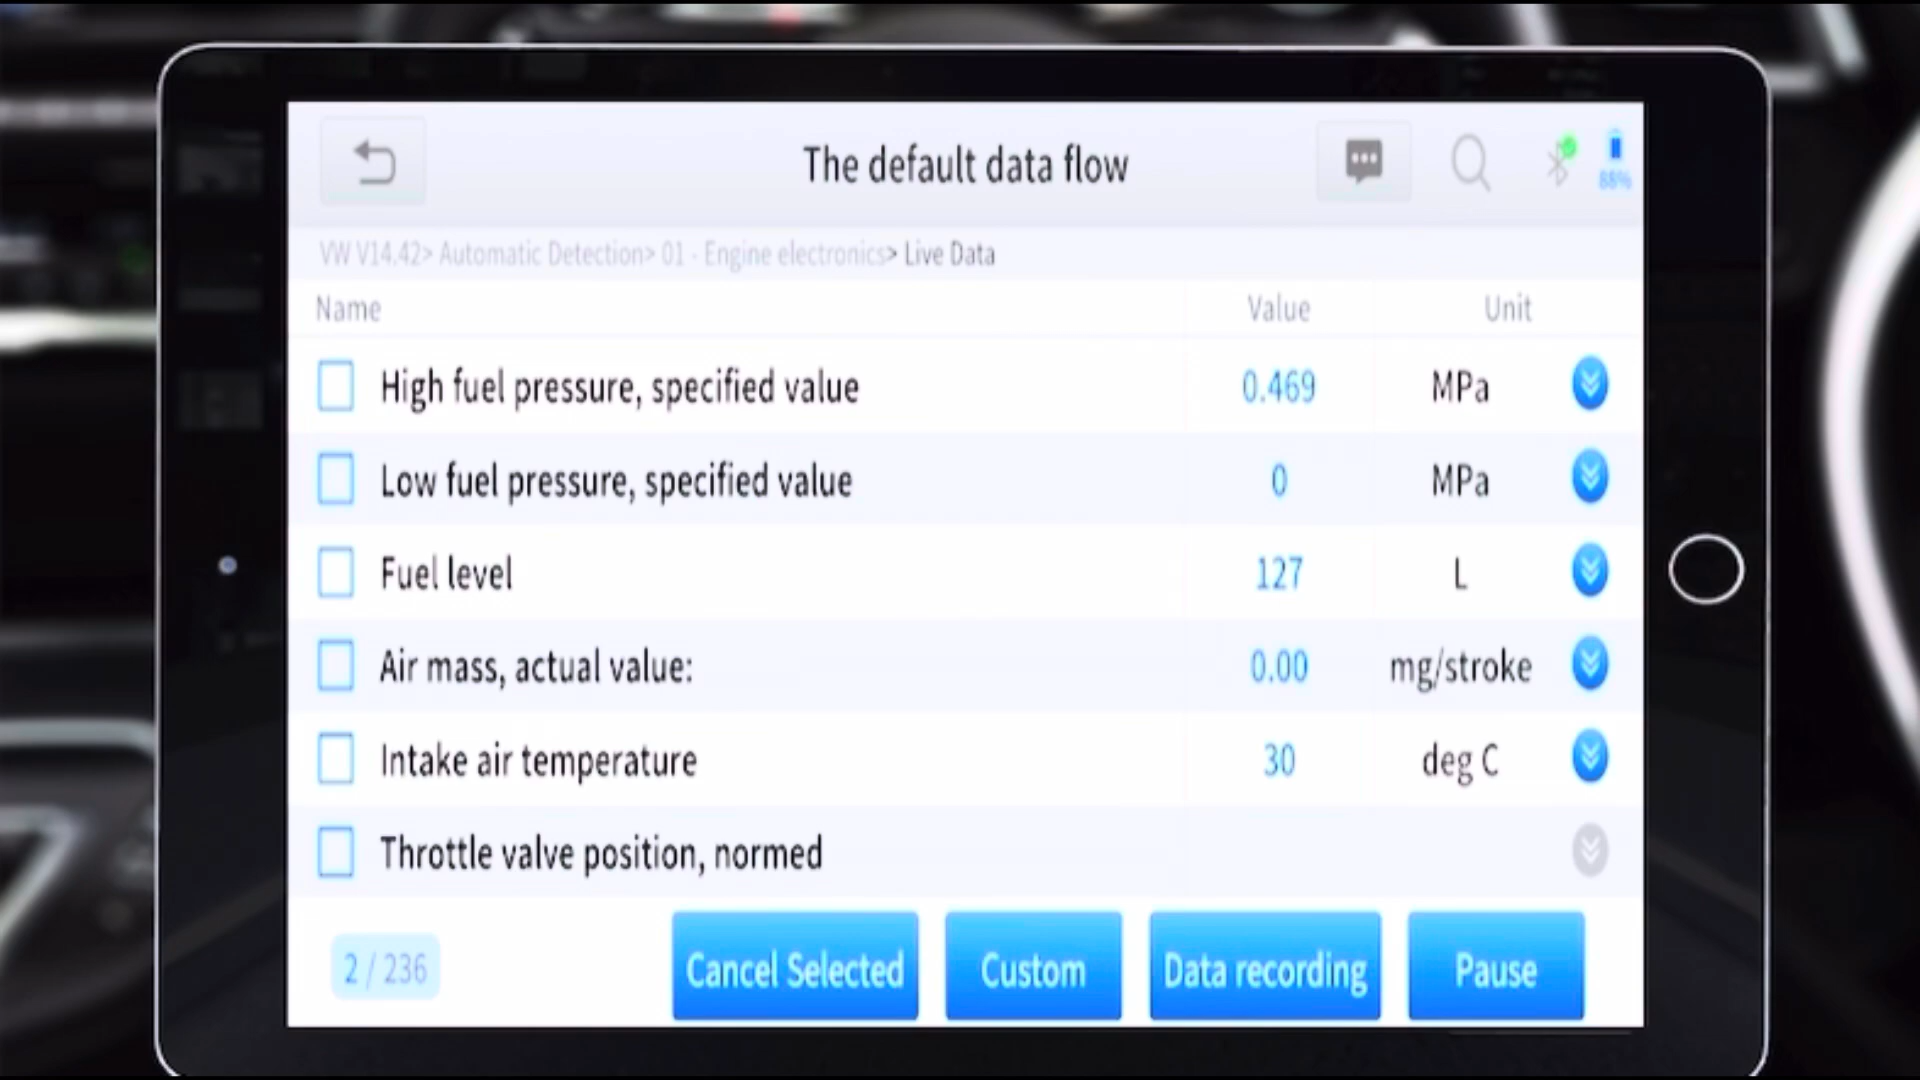 The default data flow
88%
VW V14.42> Automatic Detection> 01 - Engine electronics> Live Data
Name Value Unit
High fuel pressure, specified value 0.469 MPa
Low fuel pressure, specified value 0 MPa
Fuel level 127 L
Air mass, actual value: 0.00 mg/stroke
Intake air temperature 30 deg C
Throttle valve position, normed
2 / 236 Cancel Selected Custom Data recording Pause